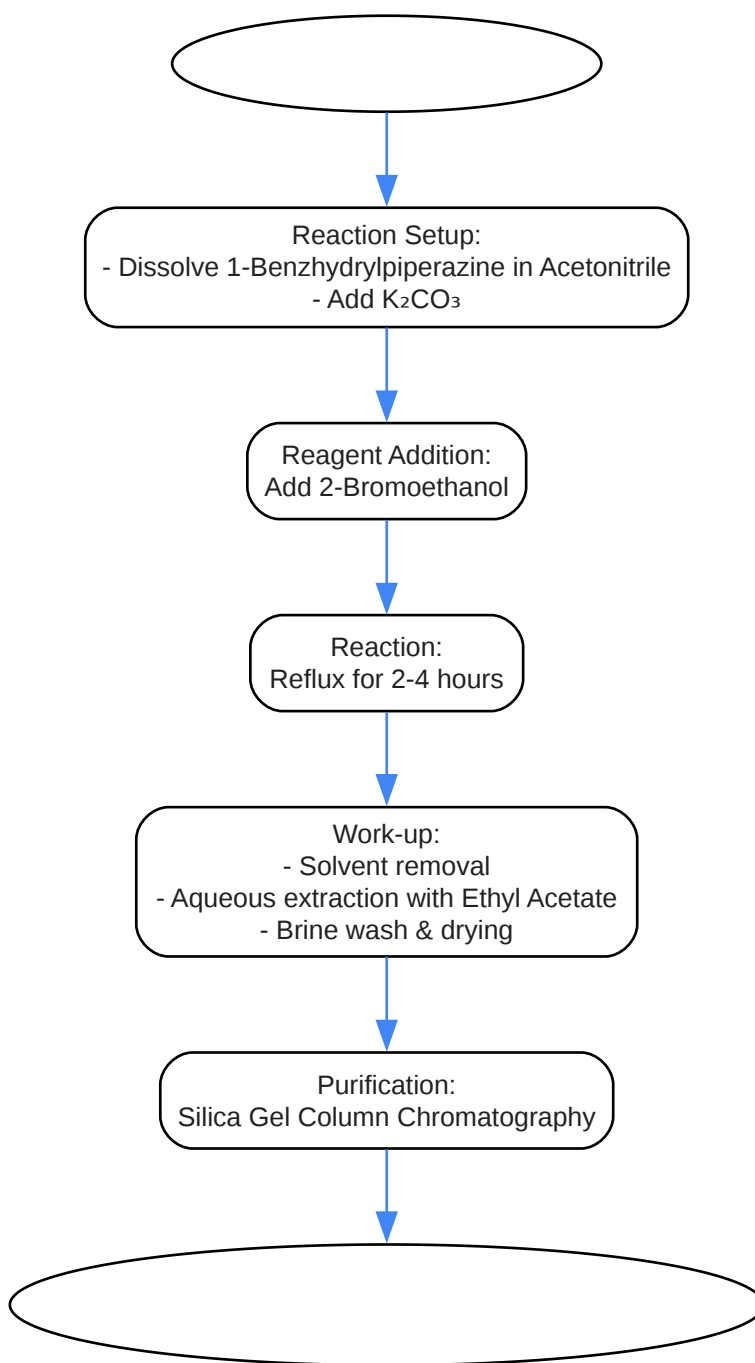 Reaction Setup:
- Dissolve 1-Benzhydrylpiperazine in Acetonitrile
- Add K₂CO₃
Reagent Addition:
Add 2-Bromoethanol
Reaction:
Reflux for 2-4 hours
Work-up:
- Solvent removal
- Aqueous extraction with Ethyl Acetate
- Brine wash & drying
Purification:
Silica Gel Column Chromatography